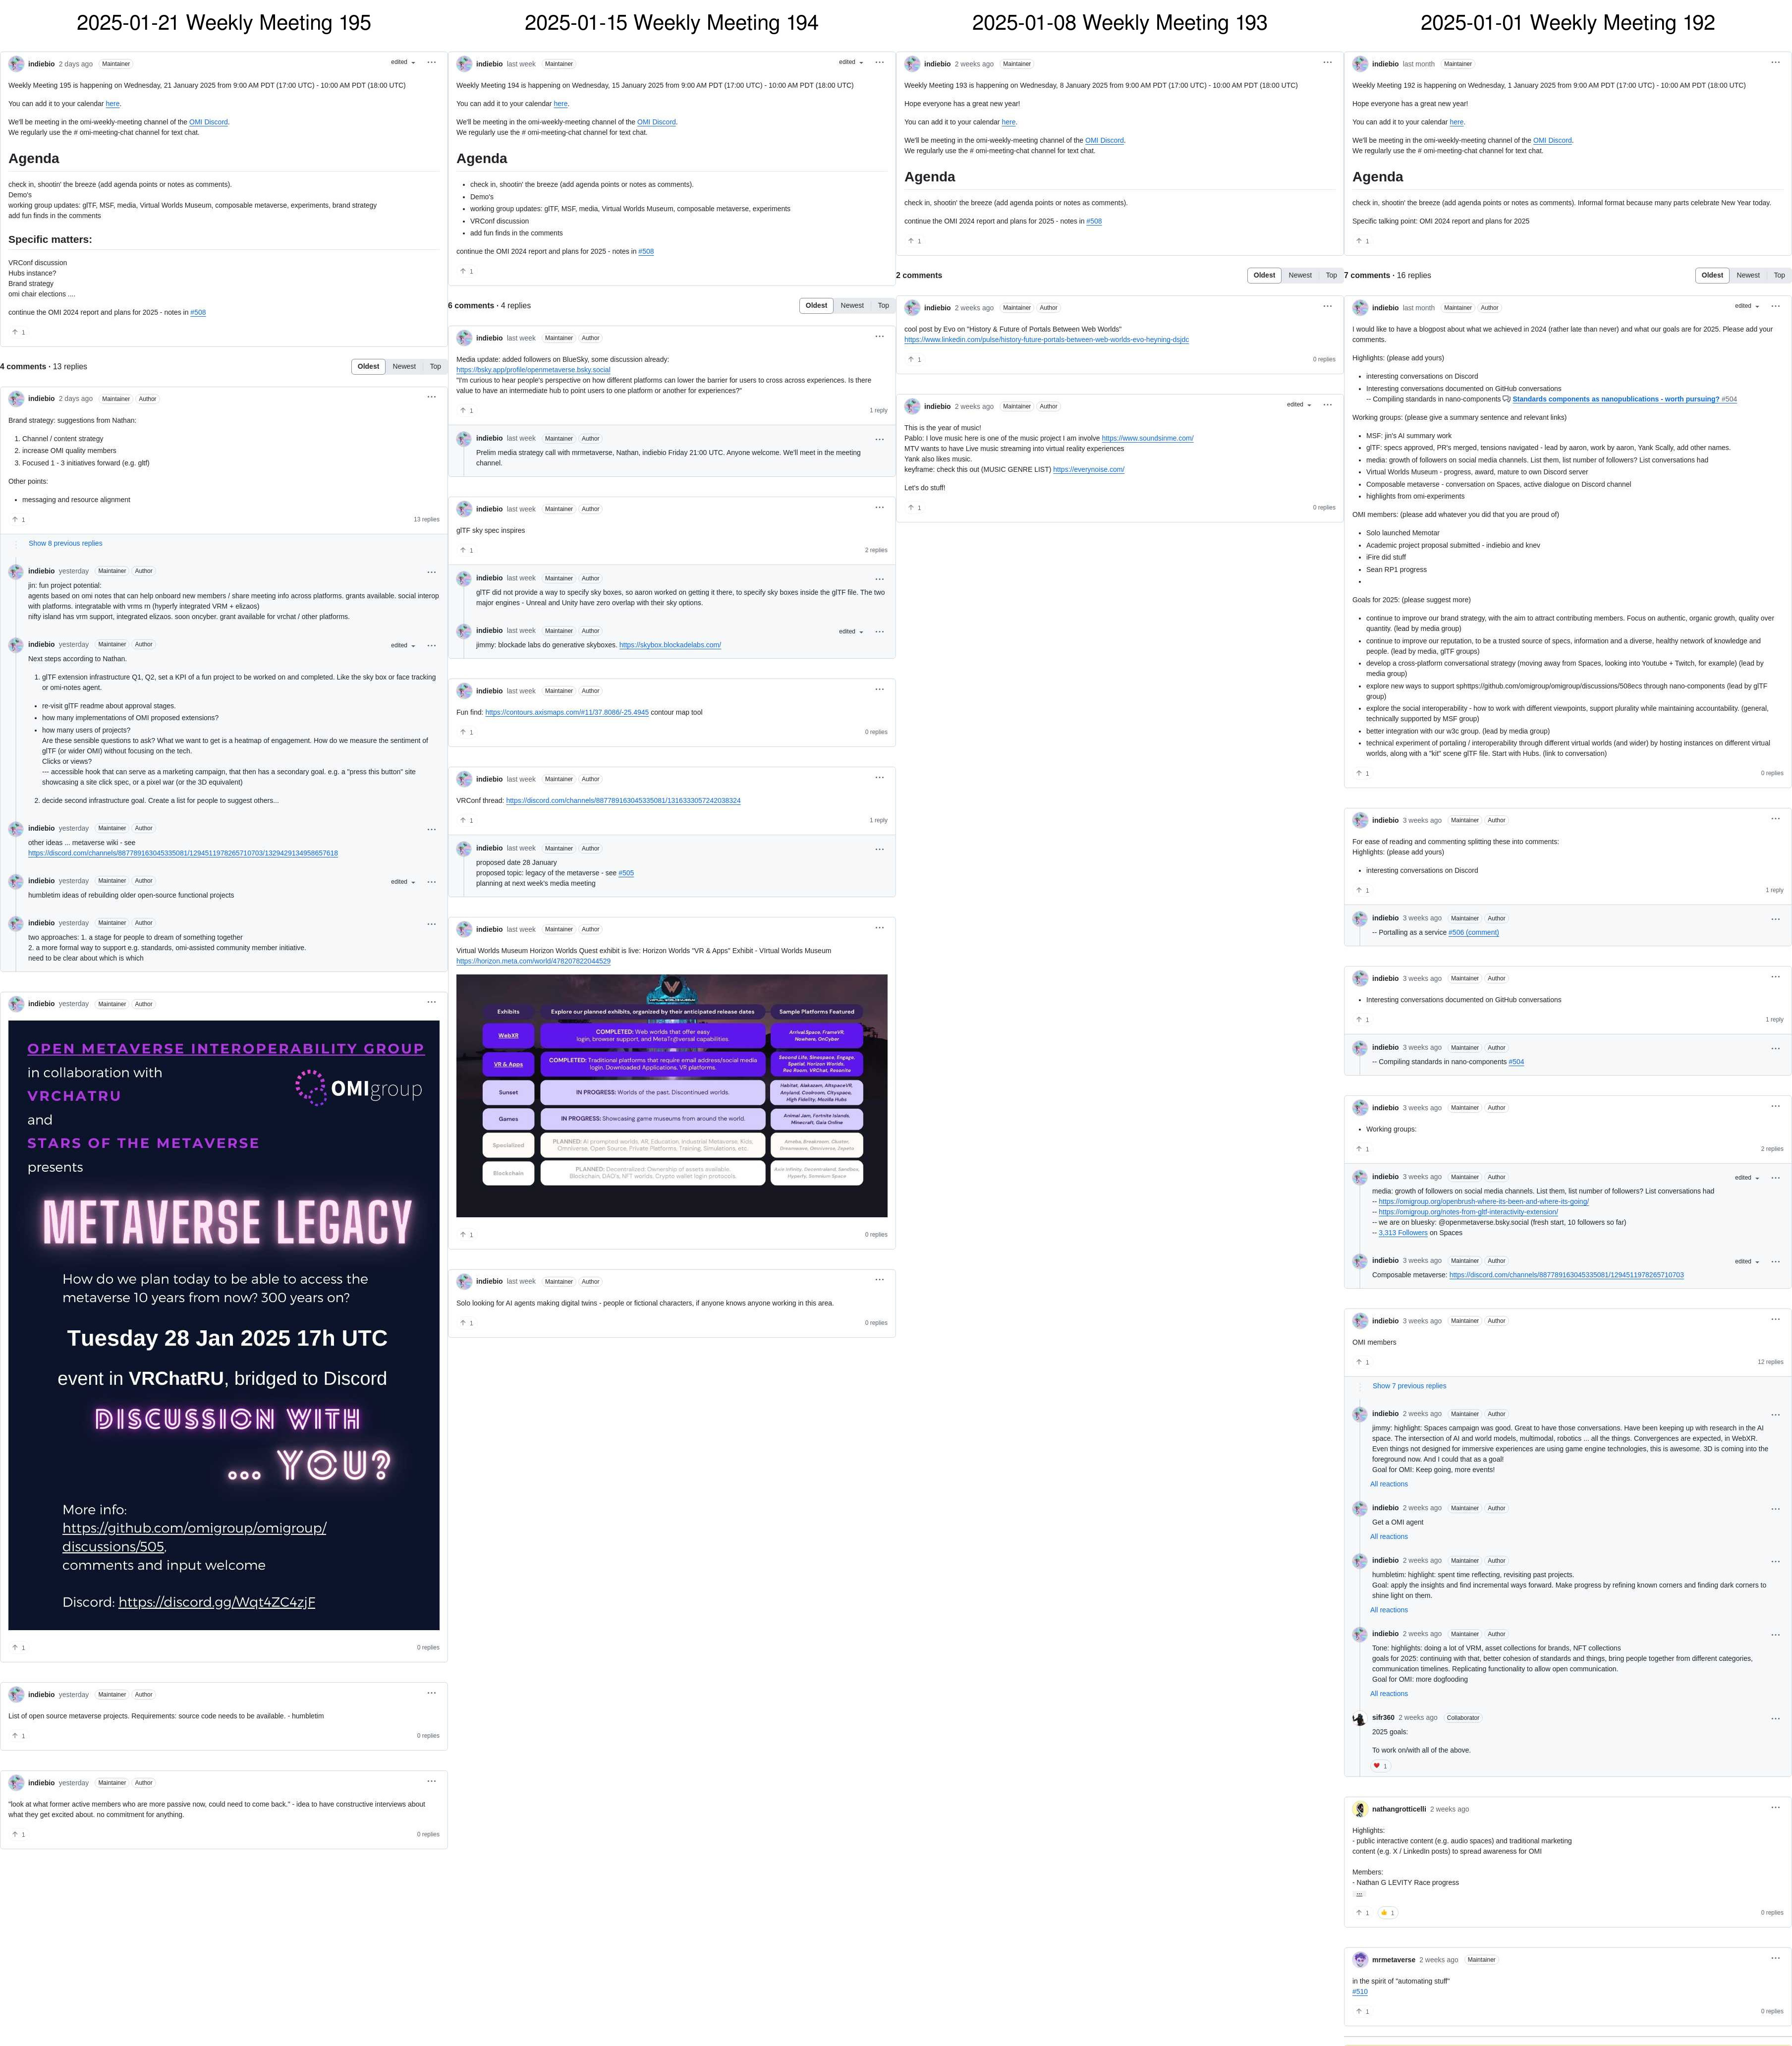 2025-01-21 Weekly Meeting 195
indiebio 2 days ago Maintainer
edited
Weekly Meeting 195 is happening on Wednesday, 21 January 2025 from 9:00 AM PDT (17:00 UTC) - 10:00 AM PDT (18:00 UTC)
You can add it to your calendar here.
We'll be meeting in the omi-weekly-meeting channel of the OMI Discord.
We regularly use the # omi-meeting-chat channel for text chat.
Agenda
check in, shootin' the breeze (add agenda points or notes as comments).
Demo's
working group updates: glTF, MSF, media, Virtual Worlds Museum, composable metaverse, experiments, brand strategy
add fun finds in the comments
Specific matters:
VRConf discussion
Hubs instance?
Brand strategy
omi chair elections ....
continue the OMI 2024 report and plans for 2025 - notes in #508
↑ 1
4 comments · 13 replies
Oldest Newest Top
indiebio 2 days ago Maintainer Author
Brand strategy: suggestions from Nathan:
1. Channel / content strategy
2. increase OMI community members
3. Focused 1 - 3 initiatives forward (e.g. gltf)
Other points:
• messaging and resource alignment
↑ 1
13 replies
Show 8 previous replies
indiebio yesterday Maintainer Author
jin: fun project potential:
agents based on omi notes that can help onboard new members / share meeting info across platforms. grants available. social interop
with platforms. integratable with vrms rn (hyperfy integrated VRM + elizaos)
nifty island has vrm support, integrated elizaos. soon oncyber. grant available for vrchat / other platforms.
indiebio yesterday Maintainer Author
edited
Next steps according to Nathan.
1. glTF extension infrastructure Q1, Q2, set a KPI of a fun project to be worked on and completed. Like the sky box or face tracking
or omi-notes agent.
• re-visit glTF readme about approval stages.
• how many implementations of OMI proposed extensions?
• how many users of projects?
Are these sensible questions to ask? What we want to get is a heatmap of engagement. How do we measure the sentiment of
glTF (or wider OMI) without focusing on the tech.
Clicks or views?
--- accessible hook that can serve as a marketing campaign, that then has a secondary goal. e.g. a "press this button" site
showcasing a site click spec, or a pixel war (or the 3D equivalent)
2. decide second infrastructure goal. Create a list for people to suggest others...
indiebio yesterday Maintainer Author
other ideas ... metaverse wiki - see
https://discord.com/channels/887789163045335081/1294511978265710703/1329429134958657618
indiebio yesterday Maintainer Author
edited
humbletim ideas of rebuilding older open-source functional projects
indiebio yesterday Maintainer Author
two approaches: 1. a stage for people to dream of something together
2. a more formal way to support e.g. standards, omi-assisted community member initiative.
need to be clear about which is which
indiebio yesterday Maintainer Author
OPEN METAVERSE INTEROPERABILITY GROUP
in collaboration with
OMIgroup
VRCHATRU
and
STARS OF THE METAVERSE
presents
METAVERSE LEGACY
How do we plan today to be able to access the
metaverse 10 years from now? 300 years on?
Tuesday 28 Jan 2025 17h UTC
event in VRChatRU, bridged to Discord
DISCUSSION WITH
... YOU?
More info:
https://github.com/omigroup/omigroup/
discussions/505,
comments and input welcome
Discord: https://discord.gg/Wqt4ZC4zjF
↑ 1
0 replies
indiebio yesterday Maintainer Author
List of open source metaverse projects. Requirements: source code needs to be available. - humbletim
↑ 1
0 replies
indiebio yesterday Maintainer Author
"look at what former active members who are more passive now, could need to come back." - idea to have constructive interviews about
what they get excited about. no commitment for anything.
↑ 1
0 replies
2025-01-15 Weekly Meeting 194
indiebio last week Maintainer
edited
Weekly Meeting 194 is happening on Wednesday, 15 January 2025 from 9:00 AM PDT (17:00 UTC) - 10:00 AM PDT (18:00 UTC)
You can add it to your calendar here.
We'll be meeting in the omi-weekly-meeting channel of the OMI Discord.
We regularly use the # omi-meeting-chat channel for text chat.
Agenda
• check in, shootin' the breeze (add agenda points or notes as comments).
• Demo's
• working group updates: glTF, MSF, media, Virtual Worlds Museum, composable metaverse, experiments
• VRConf discussion
• add fun finds in the comments
continue the OMI 2024 report and plans for 2025 - notes in #508
↑ 1
6 comments · 4 replies
Oldest Newest Top
indiebio last week Maintainer Author
Media update: added followers on BlueSky, some discussion already:
https://bsky.app/profile/openmetaverse.bsky.social
"I'm curious to hear people's perspective on how different platforms can lower the barrier for users to cross across experiences. Is there
value to have an intermediate hub to point users to one platform or another for experiences?"
↑ 1
1 reply
indiebio last week Maintainer Author
Prelim media strategy call with mrmetaverse, Nathan, indiebio Friday 21:00 UTC. Anyone welcome. We'll meet in the meeting
channel.
indiebio last week Maintainer Author
glTF sky spec inspires
↑ 1
2 replies
indiebio last week Maintainer Author
glTF did not provide a way to specify sky boxes, so aaron worked on getting it there, to specify sky boxes inside the glTF file. The two
major engines - Unreal and Unity have zero overlap with their sky options.
indiebio last week Maintainer Author
edited
jimmy: blockade labs do generative skyboxes. https://skybox.blockadelabs.com/
indiebio last week Maintainer Author
Fun find: https://contours.axismaps.com/#11/37.8086/-25.4945 contour map tool
↑ 1
0 replies
indiebio last week Maintainer Author
VRConf thread: https://discord.com/channels/887789163045335081/1316333057242038324
↑ 1
1 reply
indiebio last week Maintainer Author
proposed date 28 January
proposed topic: legacy of the metaverse - see #505
planning at next week's media meeting
indiebio last week Maintainer Author
Virtual Worlds Museum Horizon Worlds Quest exhibit is live: Horizon Worlds "VR & Apps" Exhibit - VIrtual Worlds Museum
https://horizon.meta.com/world/478207822044529
VIRTUAL WORLDS MUSEUM
Exhibits
Explore our planned exhibits, organized by their anticipated release dates
Sample Platforms Featured
WebXR
COMPLETED: Web worlds that offer easy
login, browser support, and MetaTr@versal capabilities.
Arrival.Space, FrameVR,
Nowhere, OnCyber
VR & Apps
COMPLETED: Traditional platforms that require email address/social media
login. Downloaded Applications. VR platforms.
Second Life, Sinespace, Engage,
Spatial, Horizon Worlds,
Rec Room, VRChat, Resonite
Sunset
IN PROGRESS: Worlds of the past. Discontinued worlds.
Habitat, Alakazam, AltspaceVR,
Anyland, Coolroom, Cityspace,
High Fidelity, Mozilla Hubs
Games
IN PROGRESS: Showcasing game museums from around the world.
Animal Jam, Fortnite Islands,
Minecraft, Gaia Online
Specialized
PLANNED: AI prompted worlds, AR, Education, Industrial Metaverse, Kids,
Omniverse, Open Source, Private Platforms, Training, Simulations, etc.
Blockchain
PLANNED: Decentralized: Ownership of assets available,
Blockchain, DAO's, NFT worlds, Crypto wallet login protocols.
Axie Infinity, Decentraland, Sandbox,
Hyperfy, Somnium Space
↑ 1
0 replies
indiebio last week Maintainer Author
Solo looking for AI agents making digital twins - people or fictional characters, if anyone knows anyone working in this area.
↑ 1
0 replies
2025-01-08 Weekly Meeting 193
indiebio 2 weeks ago Maintainer
Weekly Meeting 193 is happening on Wednesday, 8 January 2025 from 9:00 AM PDT (17:00 UTC) - 10:00 AM PDT (18:00 UTC)
Hope everyone has a great new year!
You can add it to your calendar here.
We'll be meeting in the omi-weekly-meeting channel of the OMI Discord.
We regularly use the # omi-meeting-chat channel for text chat.
Agenda
check in, shootin' the breeze (add agenda points or notes as comments).
continue the OMI 2024 report and plans for 2025 - notes in #508
↑ 1
2 comments
Oldest Newest Top
indiebio 2 weeks ago Maintainer Author
cool post by Evo on "History & Future of Portals Between Web Worlds"
https://www.linkedin.com/pulse/history-future-portals-between-web-worlds-evo-heyning-dsjdc
↑ 1
0 replies
indiebio 2 weeks ago Maintainer Author
edited
This is the year of music!
Pablo: I love music here is one of the music project I am involve https://www.soundsinme.com/
MTV wants to have Live music streaming into virtual reality experiences
Yank also likes music.
keyframe: check this out (MUSIC GENRE LIST) https://everynoise.com/
Let's do stuff!
↑ 1
0 replies
2025-01-01 Weekly Meeting 192
indiebio last month Maintainer
Weekly Meeting 192 is happening on Wednesday, 1 January 2025 from 9:00 AM PDT (17:00 UTC) - 10:00 AM PDT (18:00 UTC)
Hope everyone has a great new year!
You can add it to your calendar here.
We'll be meeting in the omi-weekly-meeting channel of the OMI Discord.
We regularly use the # omi-meeting-chat channel for text chat.
Agenda
check in, shootin' the breeze (add agenda points or notes as comments). Informal format because many parts celebrate New Year today.
Specific talking point: OMI 2024 report and plans for 2025
↑ 1
7 comments · 16 replies
Oldest Newest Top
indiebio last month Maintainer Author
edited
I would like to have a blogpost about what we achieved in 2024 (rather late than never) and what our goals are for 2025. Please add your
comments.
Highlights: (please add yours)
• interesting conversations on Discord
• Interesting conversations documented on GitHub conversations
-- Compiling standards in nano-components Standards components as nanopublications - worth pursuing? #504
Working groups: (please give a summary sentence and relevant links)
• MSF: jin's AI summary work
• glTF: specs approved, PR's merged, tensions navigated - lead by aaron, work by aaron, Yank Scally, add other names.
• media: growth of followers on social media channels. List them, list number of followers? List conversations had
• Virtual Worlds Museum - progress, award, mature to own Discord server
• Composable metaverse - conversation on Spaces, active dialogue on Discord channel
• highlights from omi-experiments
OMI members: (please add whatever you did that you are proud of)
• Solo launched Memotar
• Academic project proposal submitted - indiebio and knev
• iFire did stuff
• Sean RP1 progress
•
Goals for 2025: (please suggest more)
• continue to improve our brand strategy, with the aim to attract contributing members. Focus on authentic, organic growth, quality over
quantity. (lead by media group)
• continue to improve our reputation, to be a trusted source of specs, information and a diverse, healthy network of knowledge and
people. (lead by media, glTF groups)
• develop a cross-platform conversational strategy (moving away from Spaces, looking into Youtube + Twitch, for example) (lead by
media group)
• explore new ways to support sphttps://github.com/omigroup/omigroup/discussions/508ecs through nano-components (lead by glTF
group)
• explore the social interoperability - how to work with different viewpoints, support plurality while maintaining accountability. (general,
technically supported by MSF group)
• better integration with our w3c group. (lead by media group)
• technical experiment of portaling / interoperability through different virtual worlds (and wider) by hosting instances on different virtual
worlds, along with a "kit" scene glTF file. Start with Hubs. (link to conversation)
↑ 1
0 replies
indiebio 3 weeks ago Maintainer Author
For ease of reading and commenting splitting these into comments:
Highlights: (please add yours)
• interesting conversations on Discord
↑ 1
1 reply
indiebio 3 weeks ago Maintainer Author
-- Portalling as a service #506 (comment)
indiebio 3 weeks ago Maintainer Author
• Interesting conversations documented on GitHub conversations
↑ 1
1 reply
indiebio 3 weeks ago Maintainer Author
-- Compiling standards in nano-components #504
indiebio 3 weeks ago Maintainer Author
• Working groups:
↑ 1
2 replies
indiebio 3 weeks ago Maintainer Author
edited
media: growth of followers on social media channels. List them, list number of followers? List conversations had
-- https://omigroup.org/openbrush-where-its-been-and-where-its-going/
-- https://omigroup.org/notes-from-gltf-interactivity-extension/
-- we are on bluesky: @openmetaverse.bsky.social (fresh start, 10 followers so far)
-- 3,313 Followers on Spaces
indiebio 3 weeks ago Maintainer Author
edited
Composable metaverse: https://discord.com/channels/887789163045335081/1294511978265710703
indiebio 3 weeks ago Maintainer Author
OMI members
↑ 1
12 replies
Show 7 previous replies
indiebio 2 weeks ago Maintainer Author
jimmy: highlight: Spaces campaign was good. Great to have those conversations. Have been keeping up with research in the AI
space. The intersection of AI and world models, multimodal, robotics ... all the things. Convergences are expected, in WebXR.
Even things not designed for immersive experiences are using game engine technologies, this is awesome. 3D is coming into the
foreground now. And I could that as a goal!
Goal for OMI: Keep going, more events!
All reactions
indiebio 2 weeks ago Maintainer Author
Get a OMI agent
All reactions
indiebio 2 weeks ago Maintainer Author
humbletim: highlight: spent time reflecting, revisiting past projects.
Goal: apply the insights and find incremental ways forward. Make progress by refining known corners and finding dark corners to
shine light on them.
All reactions
indiebio 2 weeks ago Maintainer Author
Tone: highlights: doing a lot of VRM, asset collections for brands, NFT collections
goals for 2025: continuing with that, better cohesion of standards and things, bring people together from different categories,
communication timelines. Replicating functionality to allow open communication.
Goal for OMI: more dogfooding
All reactions
sifr360 2 weeks ago Collaborator
2025 goals:
To work on/with all of the above.
❤️ 1
nathangrotticelli 2 weeks ago
Highlights:
- public interactive content (e.g. audio spaces) and traditional marketing
content (e.g. X / LinkedIn posts) to spread awareness for OMI
Members:
- Nathan G LEVITY Race progress
...
↑ 1 👍 1
0 replies
mrmetaverse 2 weeks ago Maintainer
in the spirit of "automating stuff"
#510
↑ 1
0 replies